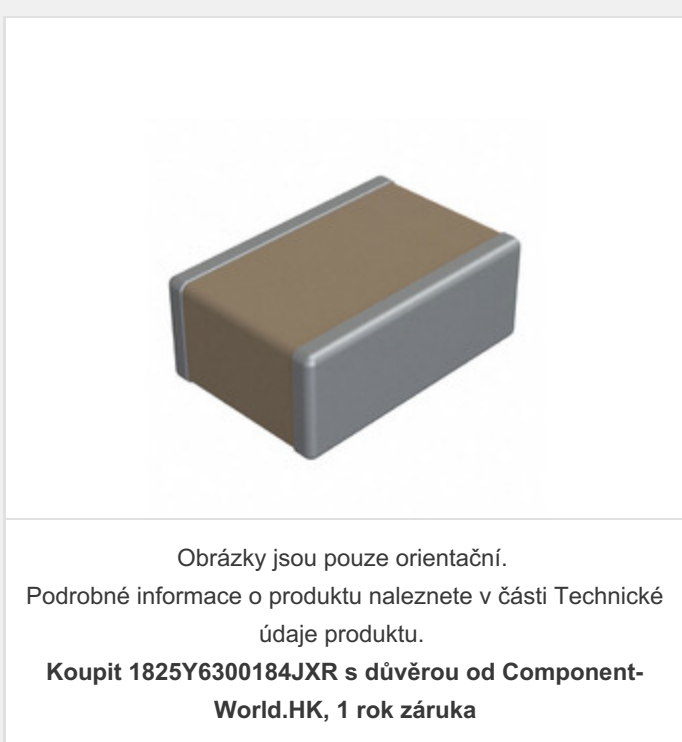 Obrázky jsou pouze orientační.
Podrobné informace o produktu naleznete v části Technické
údaje produktu.
Koupit 1825Y6300184JXR s důvěrou od Component-
World.HK, 1 rok záruka